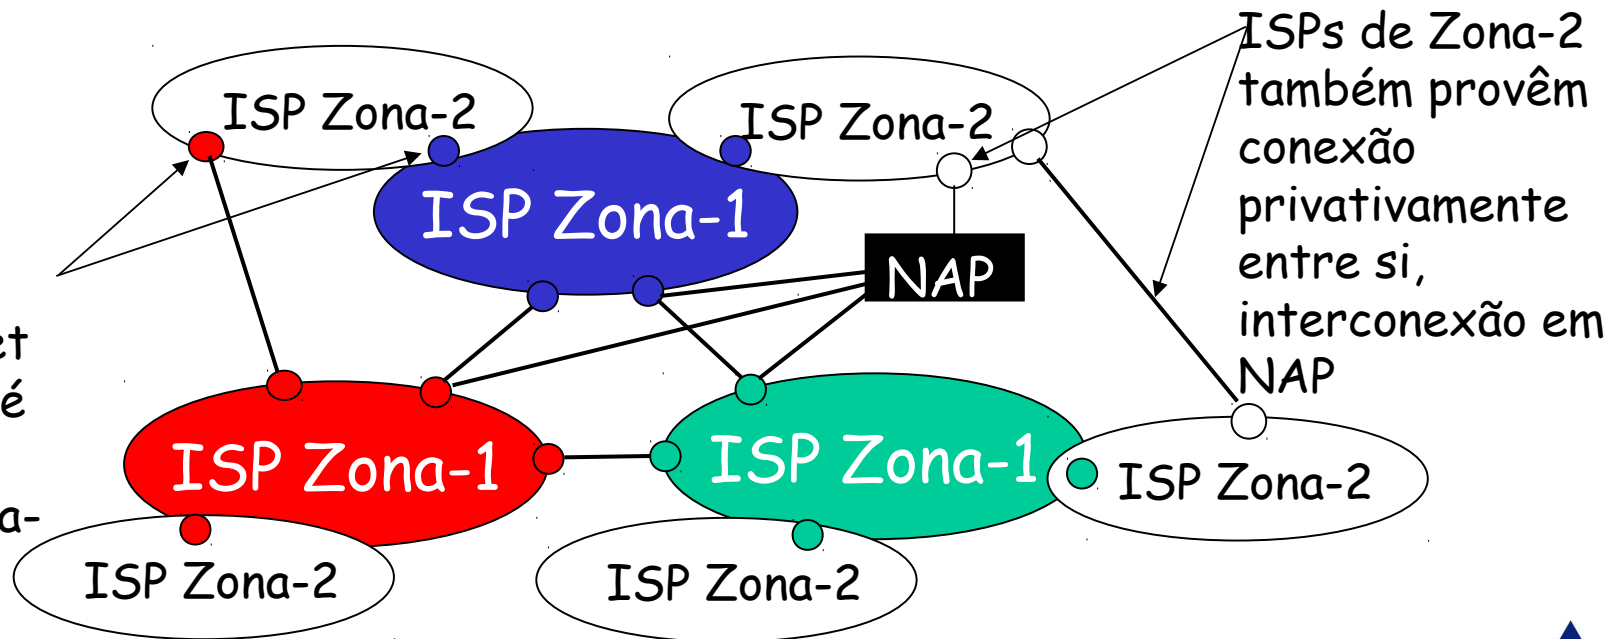 ISPs de Zona-2
também provêm
conexão
privativamente
entre si,
interconexão em
NAP
ISP Zona-2
ISP Zona-2
ISP Zona-1
NAP
et
é
a-
ISP Zona-1
ISP Zona-1
ISP Zona-2
ISP Zona-2
ISP Zona-2